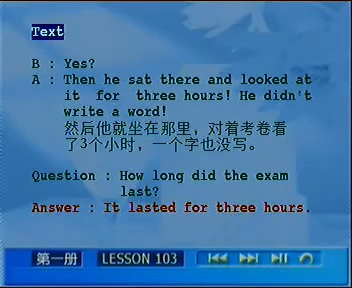 Text
B : Yes?
A : Then he sat there and looked at
it for three hours! He didn't
write a word!
然后他就坐在那里，对着考卷看
了3个小时，一个字也没写。
Question : How long did the exam
last?
Answer : It lasted for three hours.
第一册 LESSON 103